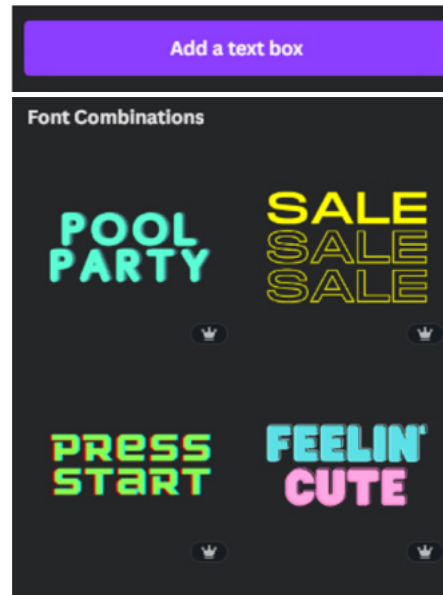 Add a text box
Font Combinations
POOL
PARTY
SALE
SALE
SALE
PRESS
START
FEELIN'
CUTE